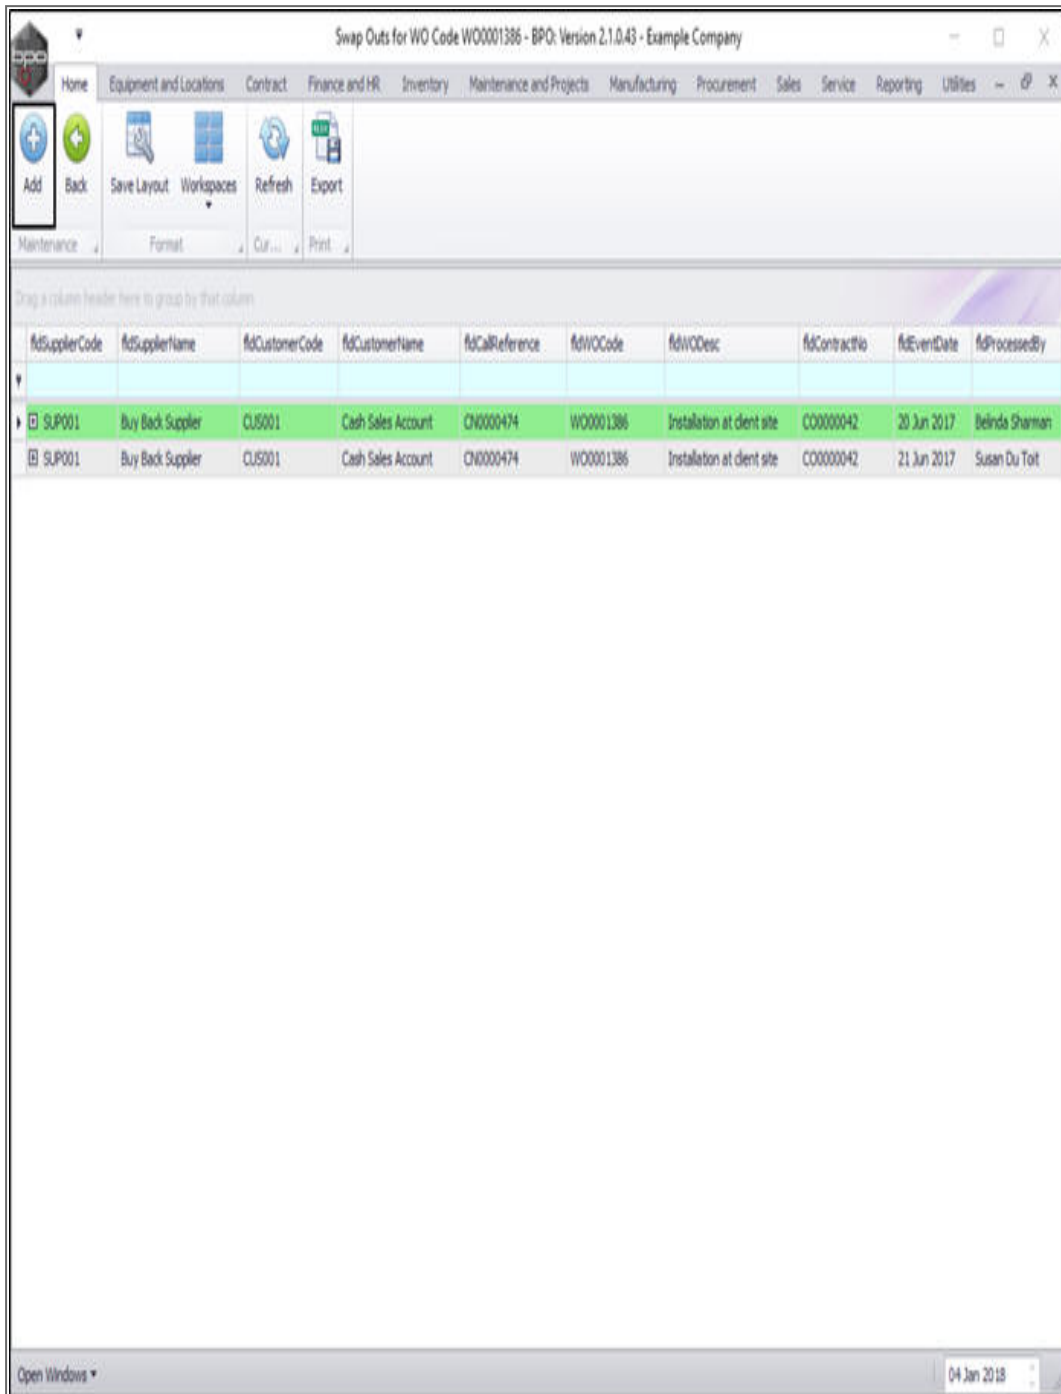 Swap Outs for WO Code WO0001386 - BPO: Version 2.1.0.43 - Example Company
bpo
Home Equipment and Locations Contract Finance and HR Inventory Maintenance and Projects Manufacturing Procurement Sales Service Reporting Utilities
Add Back Save Layout Workspaces Refresh Export
Maintenance Format Cur... Print
Drag a column header here to group by that column
fldSupplierCode fldSupplierName fldCustomerCode fldCustomerName fldCallReference fldWOCode fldWODesc fldContractNo fldEventDate fldProcessedBy
SUP001 Buy Back Supplier CUS001 Cash Sales Account CN0000474 WO0001386 Installation at client site CO0000042 20 Jun 2017 Belinda Sharman
SUP001 Buy Back Supplier CUS001 Cash Sales Account CN0000474 WO0001386 Installation at client site CO0000042 21 Jun 2017 Susan Du Toit
Open Windows 04 Jan 2018